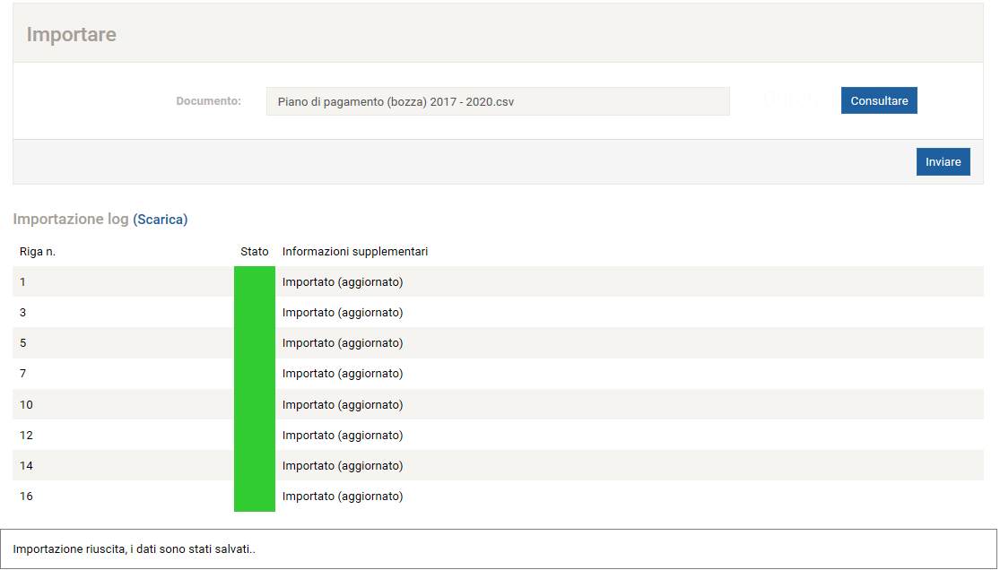 Importare
Documento: Piano di pagamento (bozza) 2017 - 2020.csv Consultare
Inviare
Importazione log (Scarica)
Riga n. Stato Informazioni supplementari
1 Importato (aggiornato)
3 Importato (aggiornato)
5 Importato (aggiornato)
7 Importato (aggiornato)
10 Importato (aggiornato)
12 Importato (aggiornato)
14 Importato (aggiornato)
16 Importato (aggiornato)
Importazione riuscita, i dati sono stati salvati..